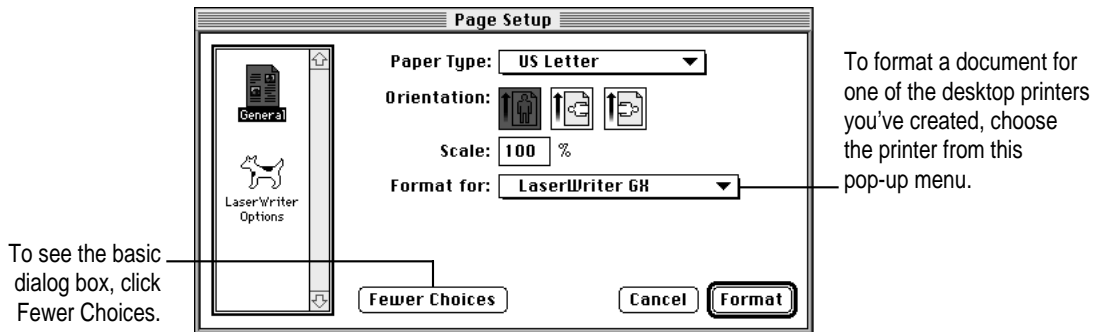 Page Setup
General
LaserWriter
Options
Paper Type: US Letter
Orientation:
Scale: 100 %
Format for: LaserWriter GX
Fewer Choices
Cancel
Format
To format a document for
one of the desktop printers
you've created, choose
the printer from this
pop-up menu.
To see the basic
dialog box, click
Fewer Choices.